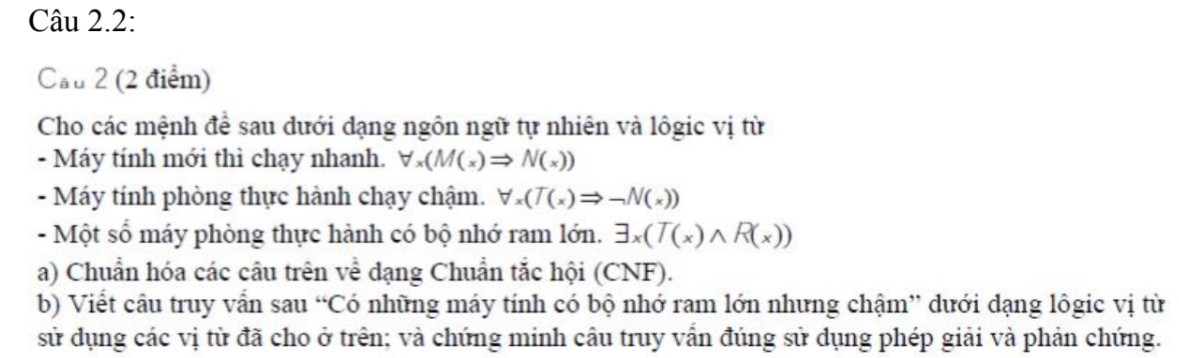 Câu 2.2:
Câu 2 (2 điểm)
Cho các mệnh đề sau dưới dạng ngôn ngữ tự nhiên và lôgic vị từ
- Máy tính mới thì chạy nhanh. ∀x(M(x)⇒ N(x))
- Máy tính phòng thực hành chạy chậm. ∀x(T(x)⇒¬N(x))
- Một số máy phòng thực hành có bộ nhớ ram lớn. ∃x(T(x)∧ R(x))
a) Chuẩn hóa các câu trên về dạng Chuẩn tắc hội (CNF).
b) Viết câu truy vấn sau “Có những máy tính có bộ nhớ ram lớn nhưng chậm” dưới dạng lôgic vị từ
sử dụng các vị từ đã cho ở trên; và chứng minh câu truy vấn đúng sử dụng phép giải và phản chứng.